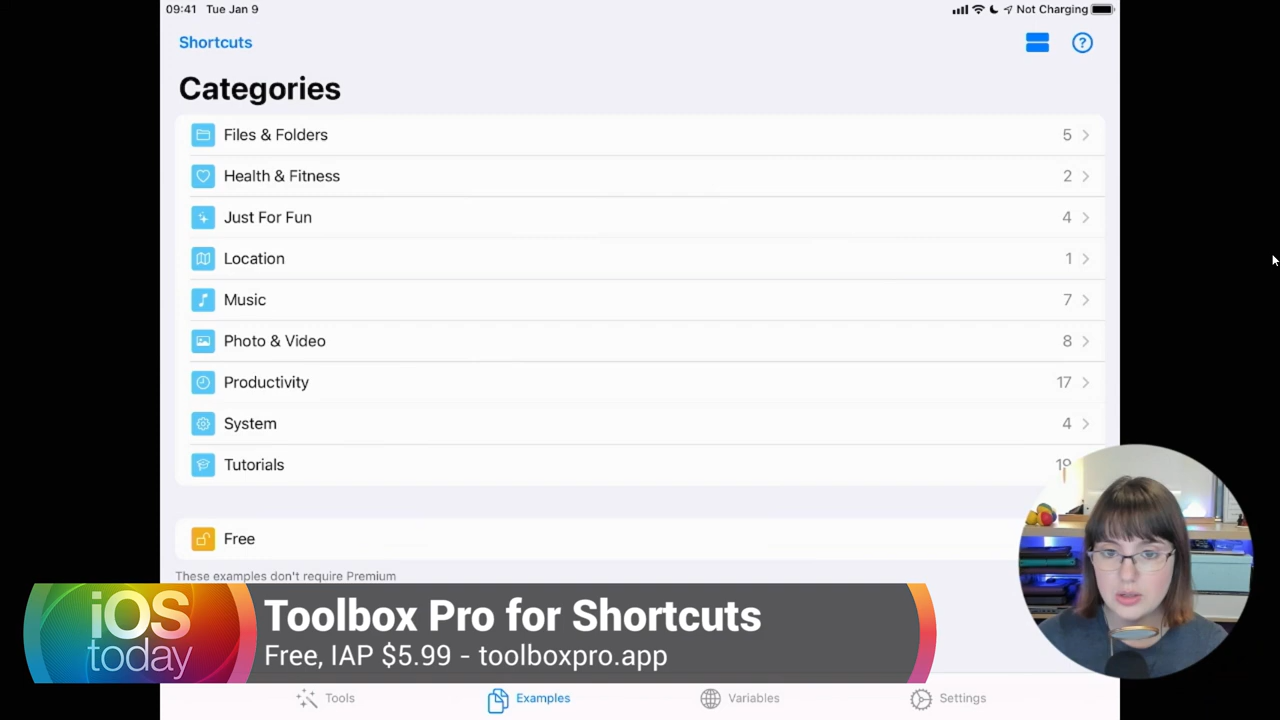 09:41 Tue Jan 9
Not Charging
Shortcuts
?
Categories
Files & Folders 5
Health & Fitness 2
Just For Fun 4
Location 1
Music 7
Photo & Video 8
Productivity 17
System 4
Tutorials
Free
These examples don't require Premium
iOS
today
Toolbox Pro for Shortcuts
Free, IAP $5.99 - toolboxpro.app
Tools Examples Variables Settings